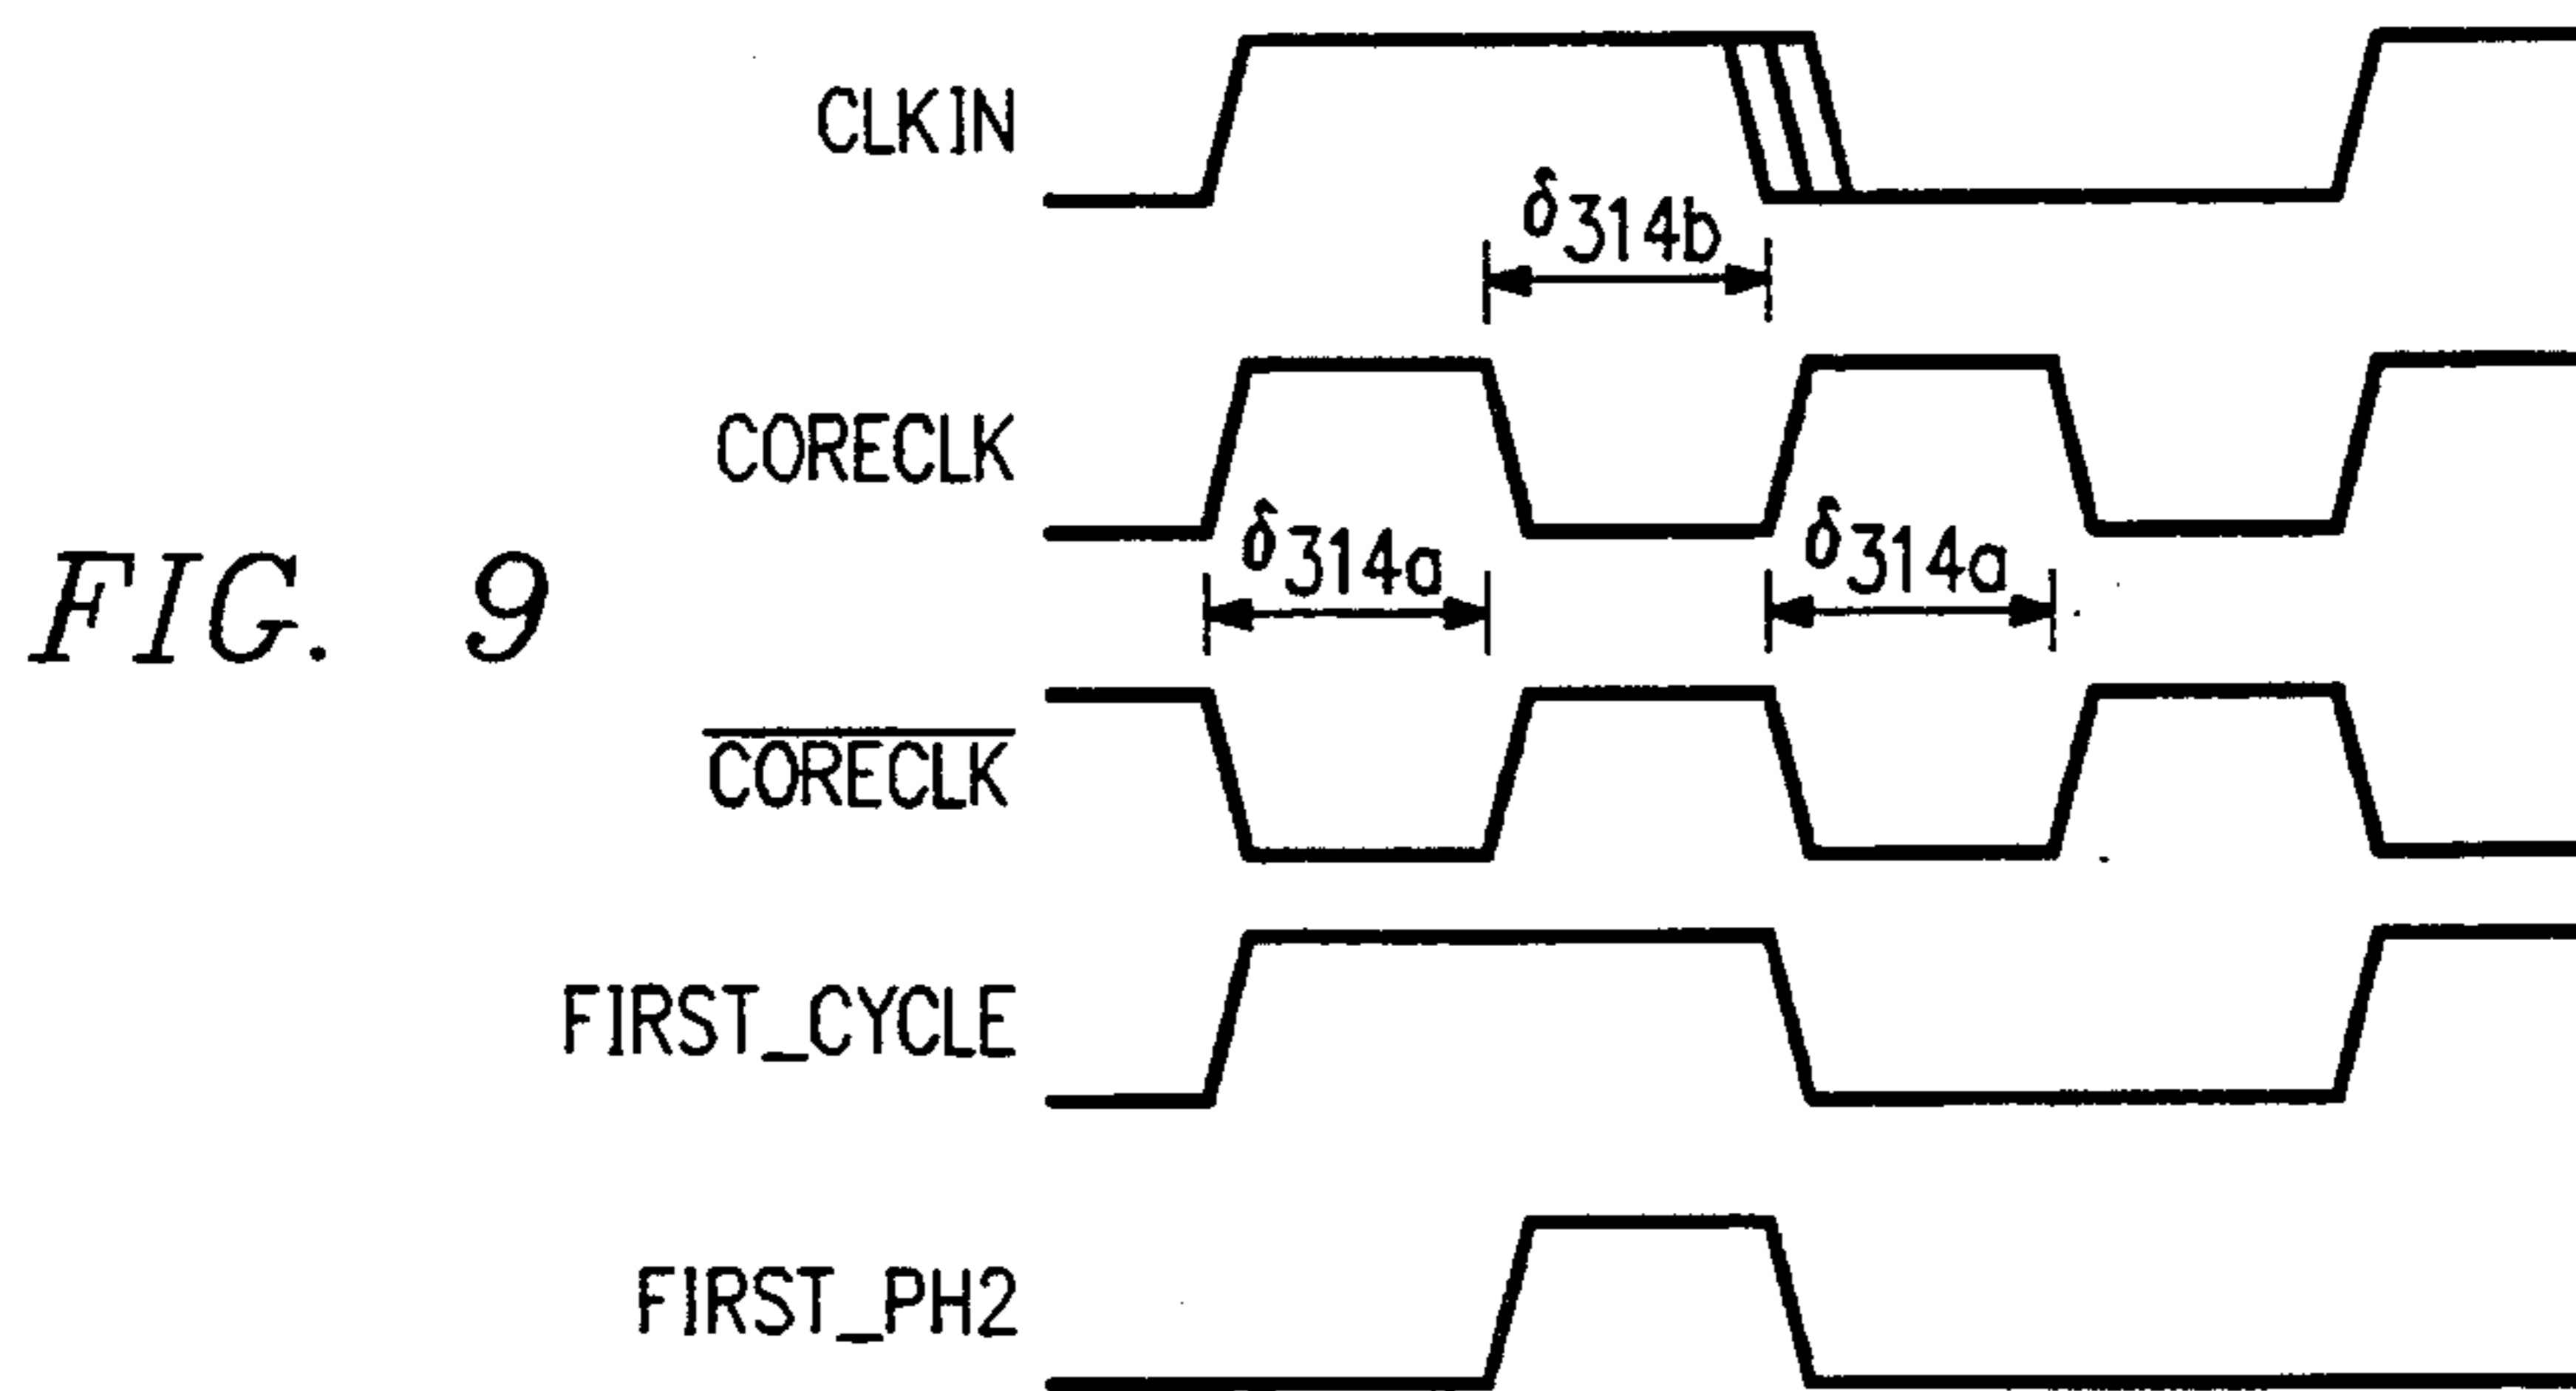 CLKIN
δ314b
CORECLK
δ314a δ314a
FIG. 9
CORECLK
FIRST_CYCLE
FIRST_PH2